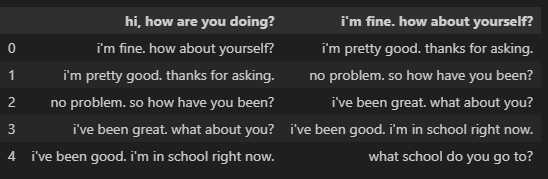 hi, how are you doing? i'm fine. how about yourself?
0 i'm fine. how about yourself? i'm pretty good. thanks for asking.
1 i'm pretty good. thanks for asking. no problem. so how have you been?
2 no problem. so how have you been? i've been great. what about you?
3 i've been great. what about you? i've been good. i'm in school right now.
4 i've been good. i'm in school right now. what school do you go to?